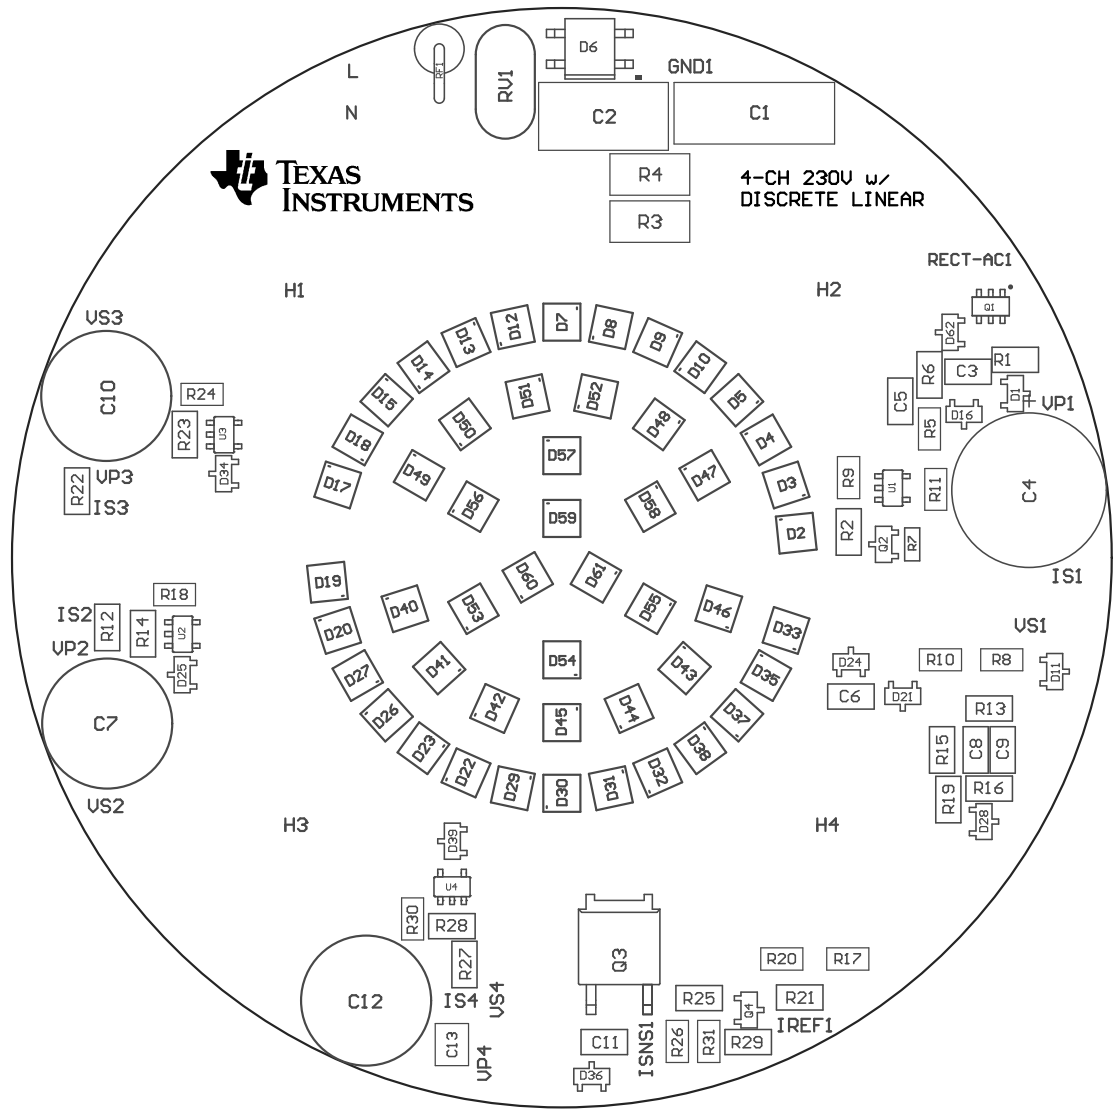 L
N
RF1
RV1
D6
GND1
C2
C1
R4
R3
TEXAS
INSTRUMENTS
4-CH 230V w/
DISCRETE LINEAR
RECT-AC1
H1
H2
Q1
D62
R1
R6
C3
C5
D1
D16
R5
+ VP1
C4
IS1
R9
U1
R11
R2
Q2
R7
VS3
C10
R24
R23
U3
D34
VP3
R22
IS3
D12
D7
D8
D13
D9
D14
D10
D15
D5
D18
D4
D17
D3
D2
D51
D52
D50
D48
D49
D47
D57
D56
D58
D59
D60
D61
D19
D40
D53
D55
D46
D20
D33
D54
D41
D43
D27
D35
D42
D45
D44
D26
D37
D23
D38
D22
D32
D29
D30
D31
R18
IS2
R12
R14
U2
VP2
D25
C7
VS2
VS1
D24
R10
R8
D11
C6
D21
R13
R15
C8
C9
R19
R16
D28
H3
H4
D39
U4
R30
R28
R27
IS4
VS4
C12
C13
VP4
Q3
R20
R17
R25
Q4
R21
IREF1
C11
ISNS1
R26
R31
R29
D36